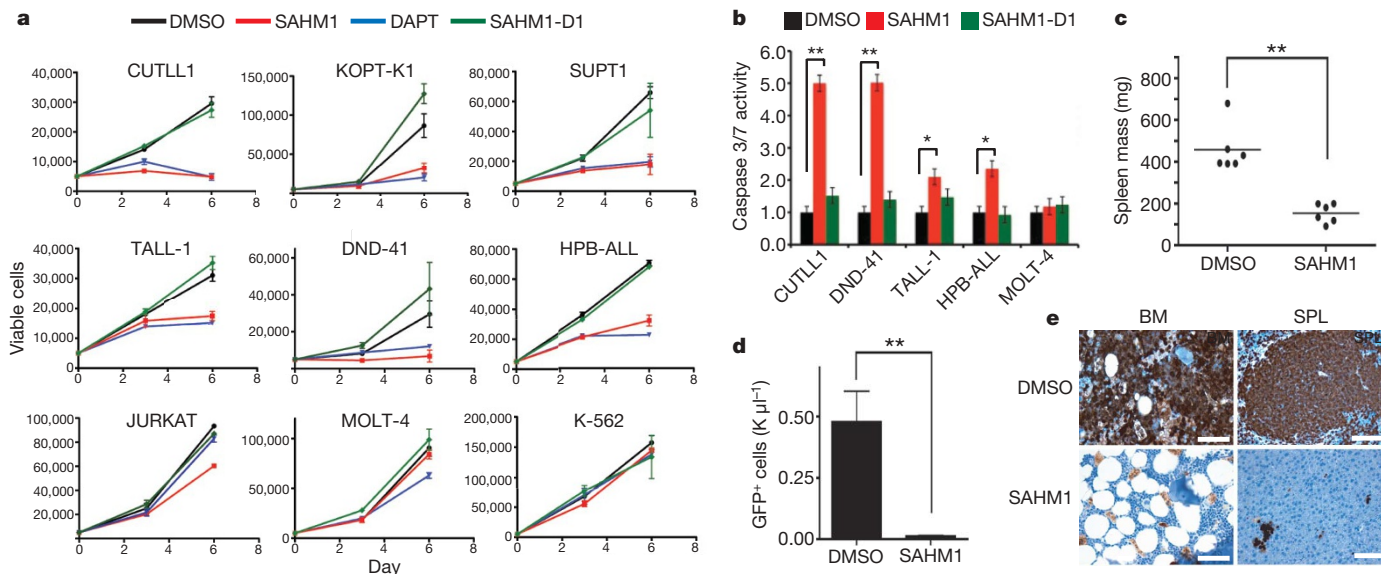 a
DMSO SAHM1 DAPT SAHM1-D1
CUTLL1 KOPT-K1 SUPT1
40,000 30,000 20,000 10,000 0
150,000 100,000 50,000 0
80,000 60,000 40,000 20,000 0
0 2 4 6 8
0 2 4 6 8
0 2 4 6 8
TALL-1 DND-41 HPB-ALL
40,000 30,000 20,000 10,000 0
60,000 40,000 20,000 0
80,000 60,000 40,000 20,000 0
0 2 4 6 8
0 2 4 6 8
0 2 4 6 8
JURKAT MOLT-4 K-562
100,000 80,000 60,000 40,000 20,000 0
100,000 50,000 0
200,000 150,000 100,000 50,000 0
0 2 4 6 8
0 2 4 6 8
0 2 4 6 8
Viable cells
Day
b
DMSO SAHM1 SAHM1-D1
Caspase 3/7 activity
6.0
5.0
4.0
3.0
2.0
1.0
0.0
** ** * *
CUTLL1 DND-41 TALL-1 HPB-ALL MOLT-4
c
**
Spleen mass (mg)
800
600
400
200
0
DMSO SAHM1
d
**
GFP+ cells (K µl−1)
0.50
0.25
0.00
DMSO SAHM1
e
BM SPL
SPL
DMSO
SAHM1